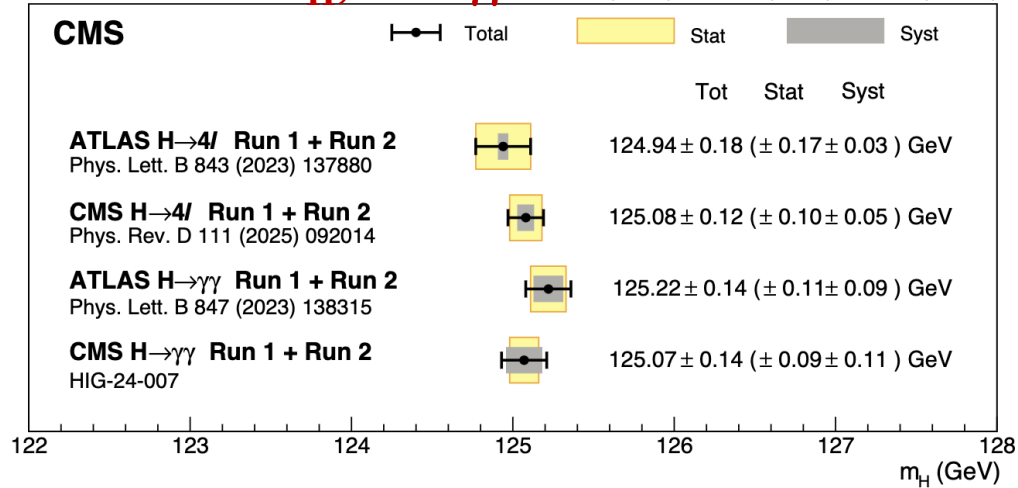 CMS
Total
Stat
Syst
Tot Stat Syst
ATLAS H→4l Run 1 + Run 2
124.94 ± 0.18 (± 0.17 ± 0.03 ) GeV
Phys. Lett. B 843 (2023) 137880
CMS H→4l Run 1 + Run 2
125.08 ± 0.12 (± 0.10 ± 0.05 ) GeV
Phys. Rev. D 111 (2025) 092014
ATLAS H→γγ Run 1 + Run 2
125.22 ± 0.14 (± 0.11 ± 0.09 ) GeV
Phys. Lett. B 847 (2023) 138315
CMS H→γγ Run 1 + Run 2
125.07 ± 0.14 (± 0.09 ± 0.11 ) GeV
HIG-24-007
122 123 124 125 126 127 128
m_H (GeV)